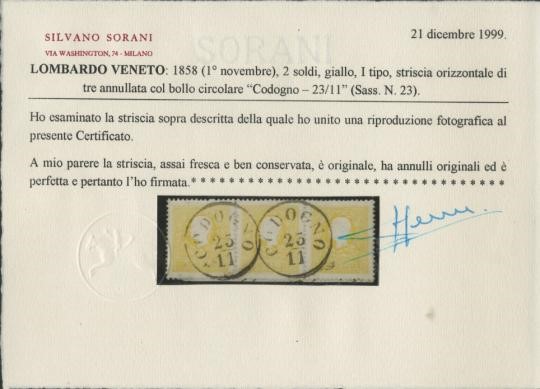 SILVANO SORANI
VIA WASHINGTON, 74 - MILANO
21 dicembre 1999.
SORANI
LOMBARDO VENETO: 1858 (1° novembre), 2 soldi, giallo, I tipo, striscia orizzontale di
tre annullata col bollo circolare “Codogno – 23/11” (Sass. N. 23).
Ho esaminato la striscia sopra descritta della quale ho unito una riproduzione fotografica al
presente Certificato.
A mio parere la striscia, assai fresca e ben conservata, è originale, ha annulli originali ed è
perfetta e pertanto l'ho firmata.* * * * * * * * * * * * * * * * * * * * * * * * * * * * * * * * *
CODOGNO
23
11
CODOGNO
23
11